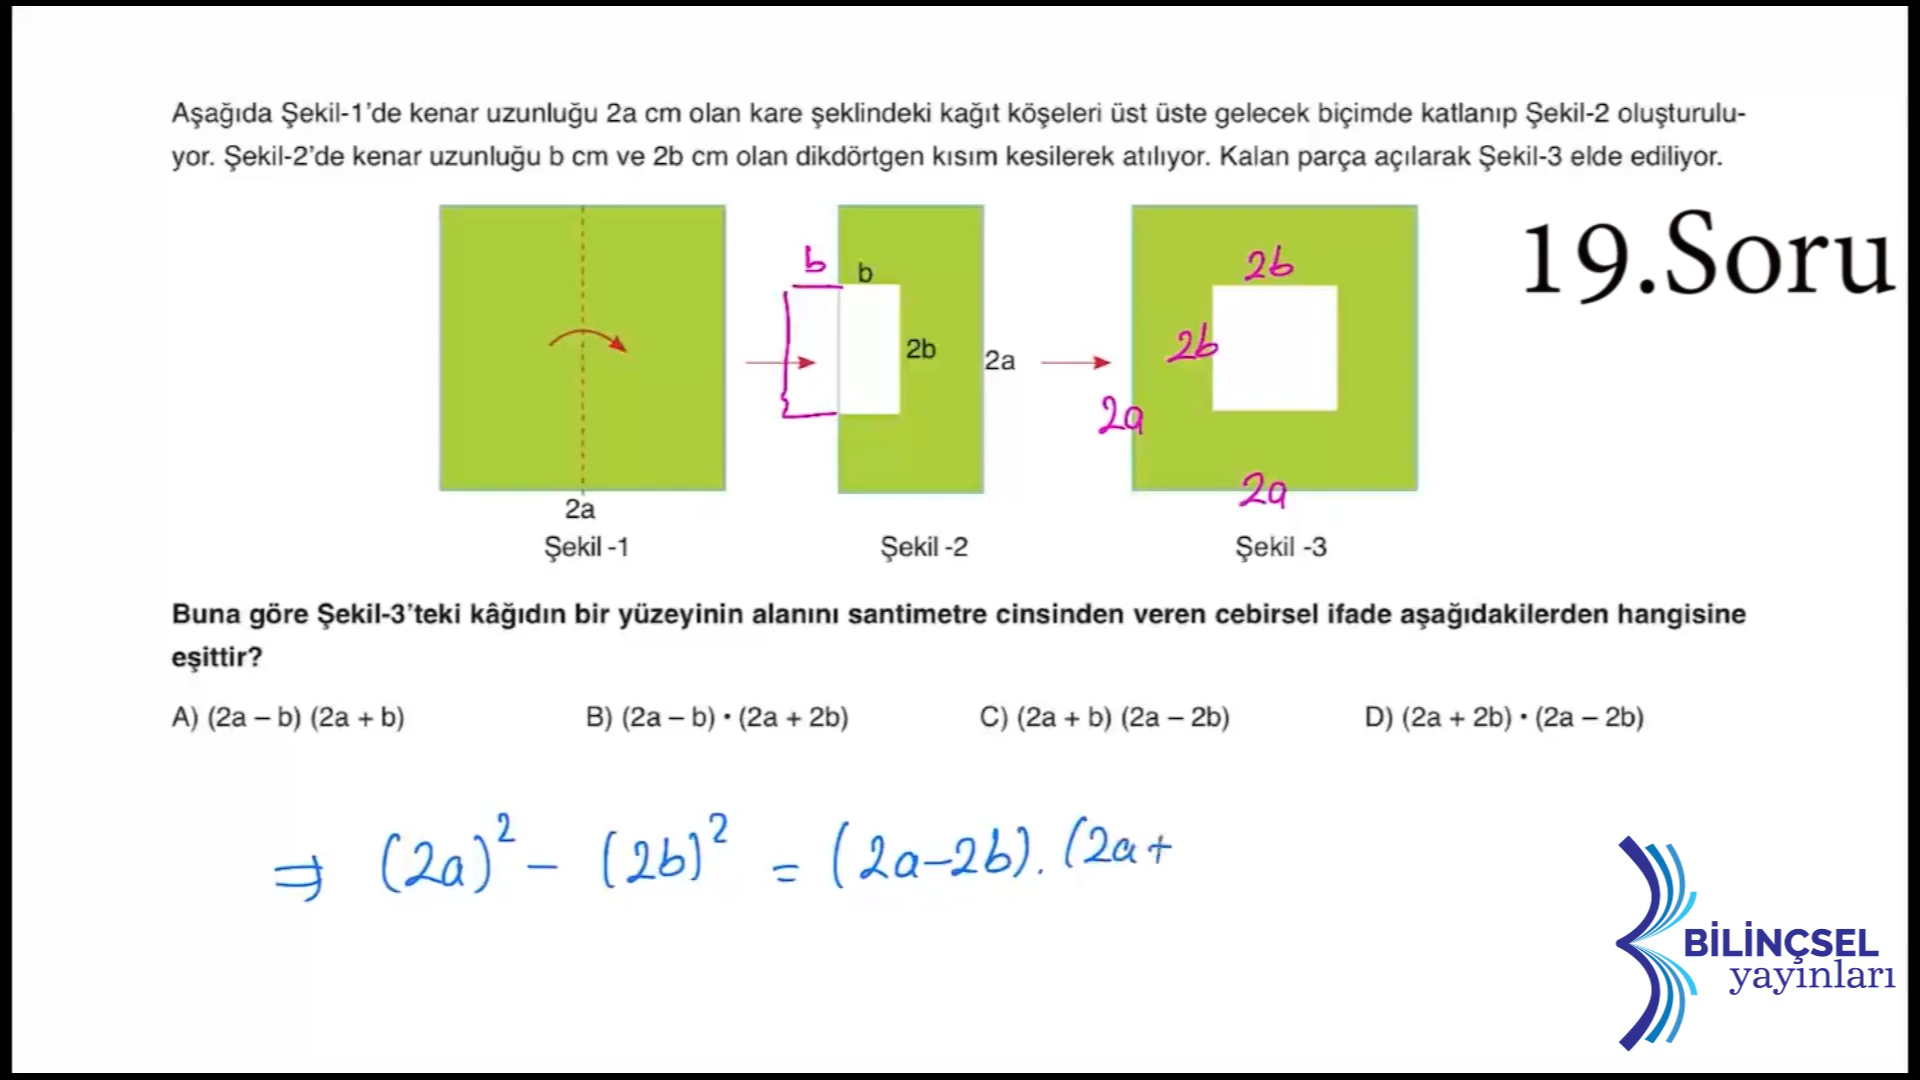 Aşağıda Şekil-1’de kenar uzunluğu 2a cm olan kare şeklindeki kağıt köşeleri üst üste gelecek biçimde katlanıp Şekil-2 oluşturulu-
yor. Şekil-2’de kenar uzunluğu b cm ve 2b cm olan dikdörtgen kısım kesilerek atılıyor. Kalan parça açılarak Şekil-3 elde ediliyor.
19.Soru
b
b
2b
2a
2b
2b
2a
2a
2a
Şekil -1
Şekil -2
Şekil -3
Buna göre Şekil-3’teki kâğıdın bir yüzeyinin alanını santimetre cinsinden veren cebirsel ifade aşağıdakilerden hangisine
eşittir?
A) (2a – b) (2a + b)
B) (2a – b) • (2a + 2b)
C) (2a + b) (2a – 2b)
D) (2a + 2b) • (2a – 2b)
⇒ (2a)² – (2b)² = (2a–2b). (2a+
BİLİNÇSEL
yayınları